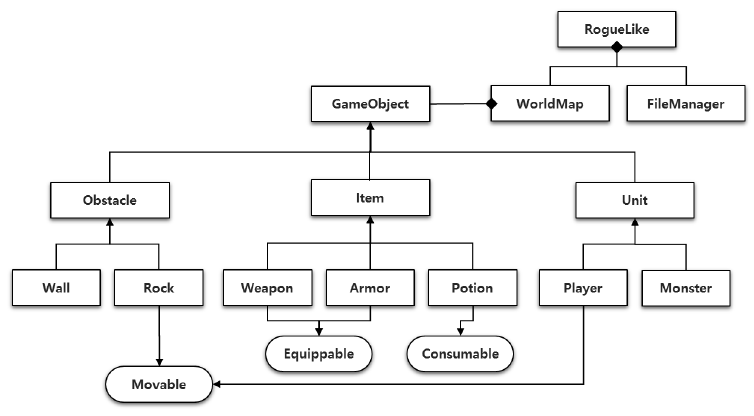 RogueLike
GameObject
WorldMap
FileManager
Obstacle
Item
Unit
Wall
Rock
Weapon
Armor
Potion
Player
Monster
Equippable
Consumable
Movable